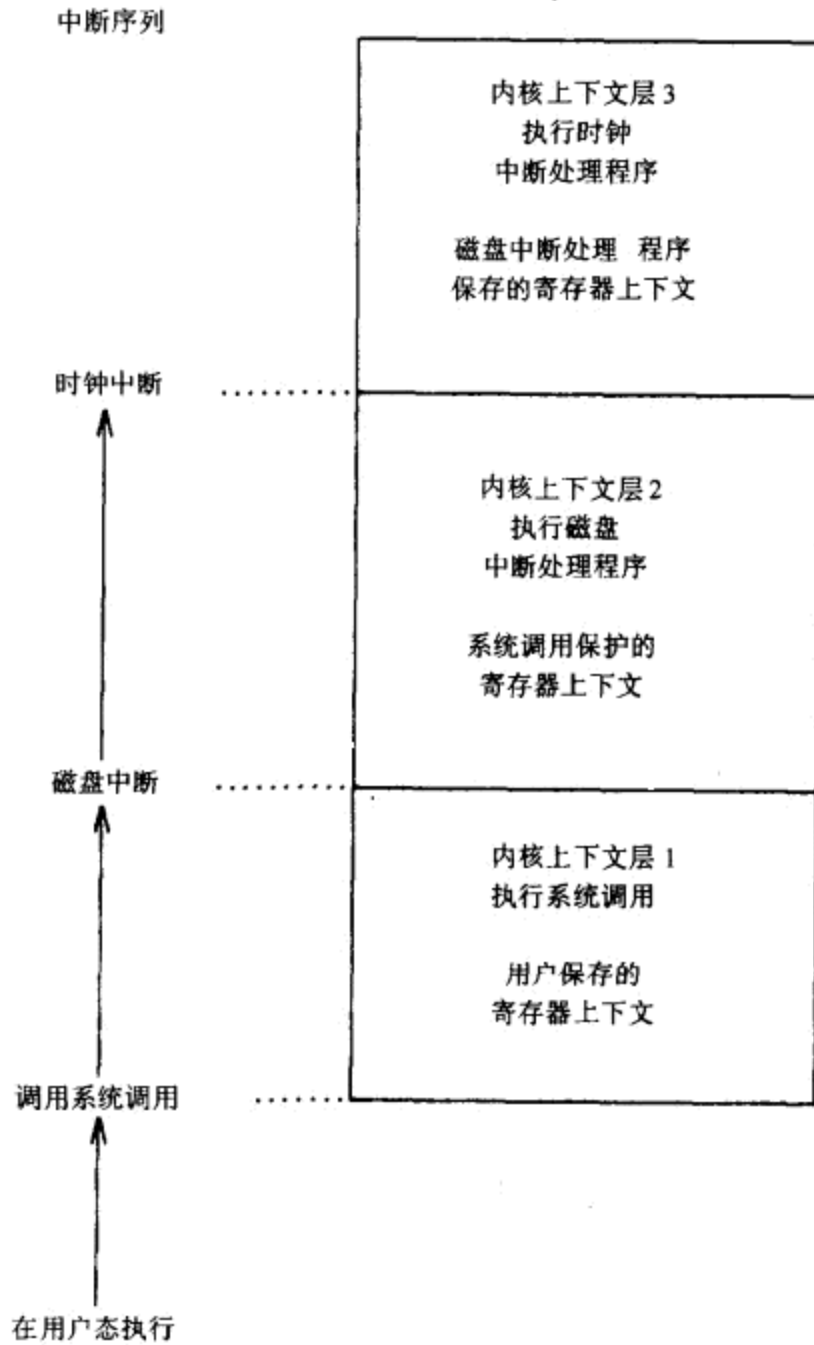 中断序列
内核上下文层 3
执行时钟
中断处理程序
磁盘中断处理 程序
保存的寄存器上下文
时钟中断
内核上下文层 2
执行磁盘
中断处理程序
系统调用保护的
寄存器上下文
磁盘中断
内核上下文层 1
执行系统调用
用户保存的
寄存器上下文
调用系统调用
在用户态执行